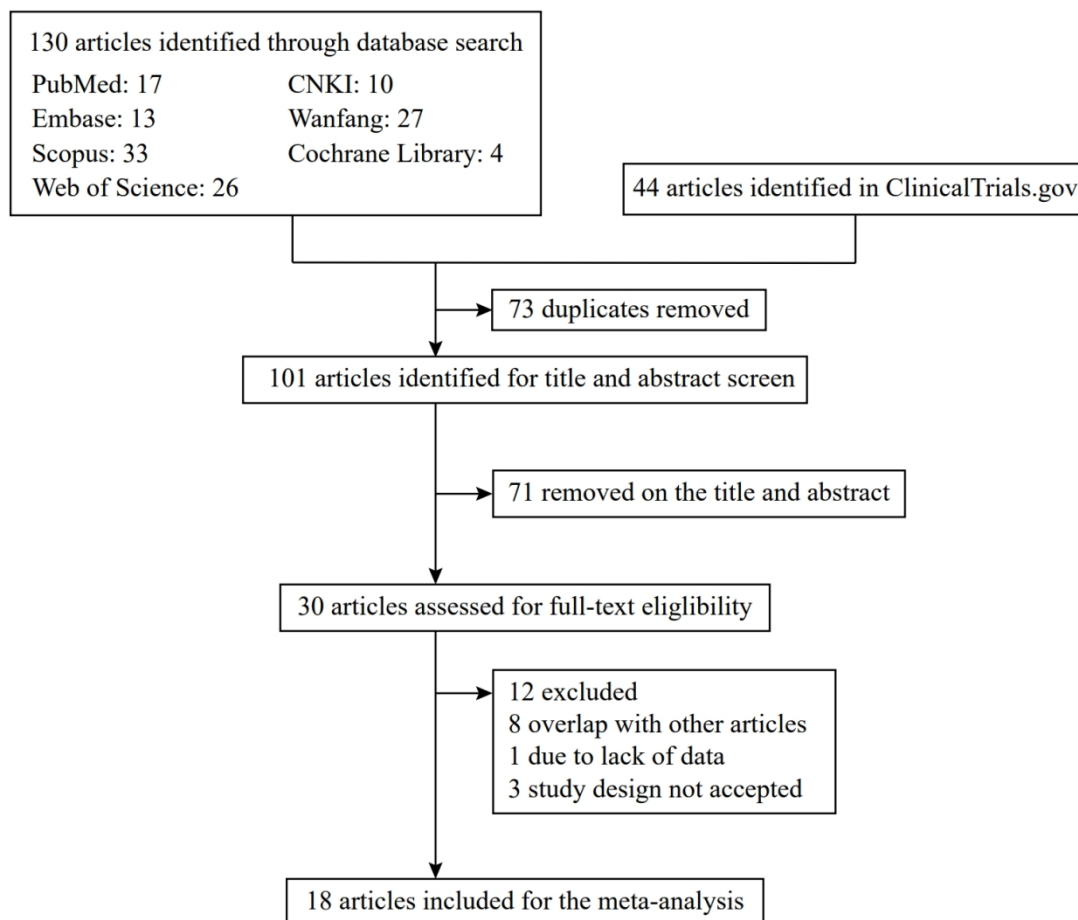 130 articles identified through database search
PubMed: 17
CNKI: 10
Embase: 13
Wanfang: 27
Scopus: 33
Cochrane Library: 4
Web of Science: 26
44 articles identified in ClinicalTrials.gov
73 duplicates removed
101 articles identified for title and abstract screen
71 removed on the title and abstract
30 articles assessed for full-text eliglibility
12 excluded
8 overlap with other articles
1 due to lack of data
3 study design not accepted
18 articles included for the meta-analysis